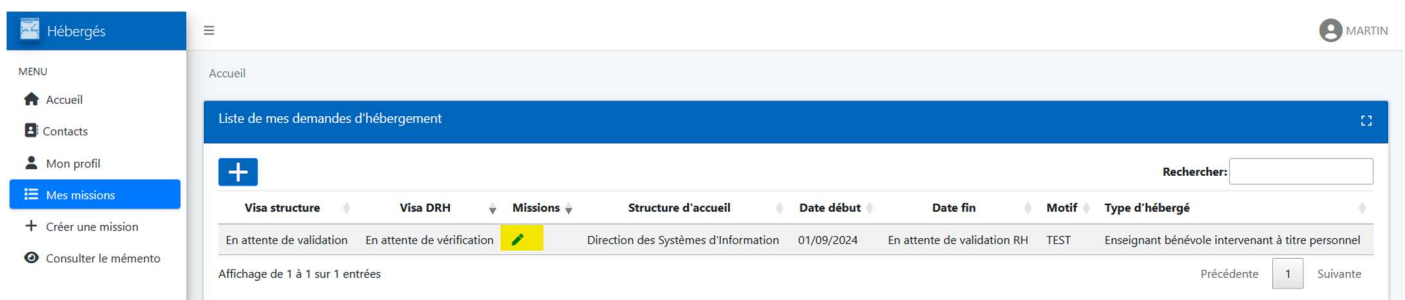 Hébergés
MARTIN
MENU
Accueil
Contacts
Mon profil
Mes missions
Créer une mission
Consulter le mémento
Accueil
Liste de mes demandes d'hébergement
Rechercher:
Visa structure Visa DRH Missions Structure d'accueil Date début Date fin Motif Type d'hébergé
En attente de validation En attente de vérification Direction des Systèmes d'Information 01/09/2024 En attente de validation RH TEST Enseignant bénévole intervenant à titre personnel
Affichage de 1 à 1 sur 1 entrées
Précédente 1 Suivante